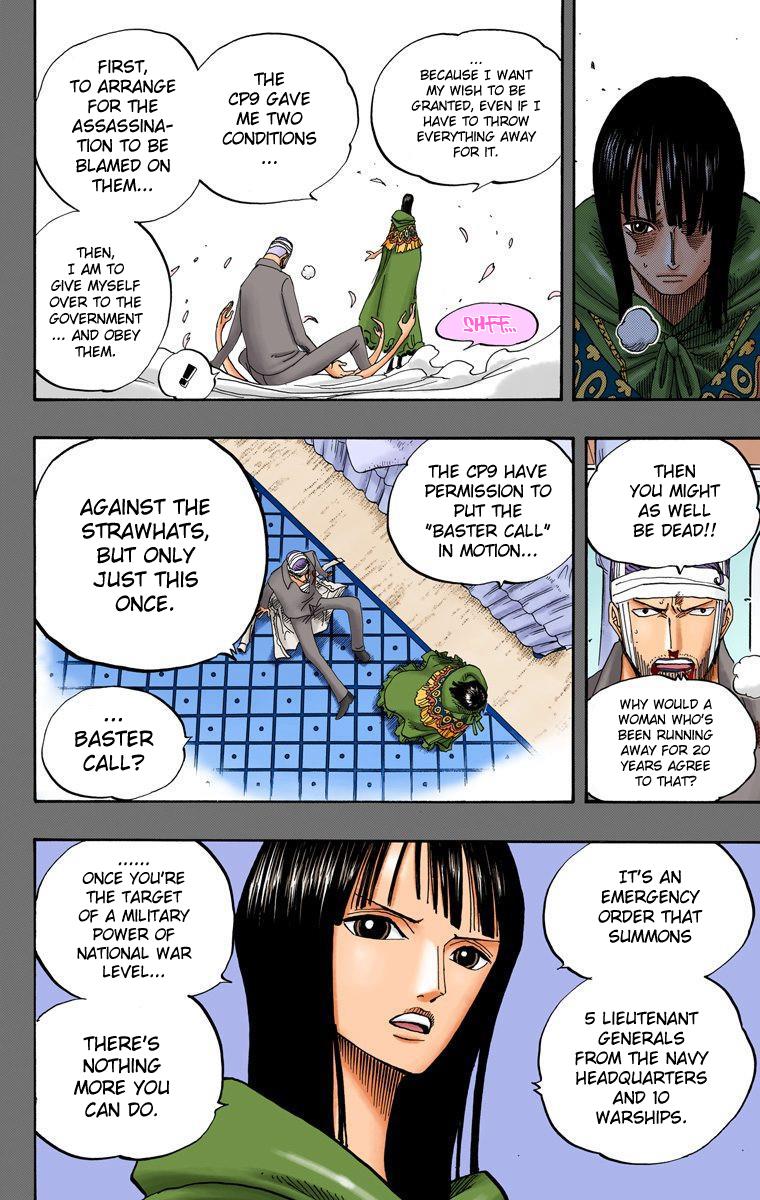 ...
BECAUSE I WANT
MY WISH TO BE
GRANTED, EVEN IF I
HAVE TO THROW
EVERYTHING AWAY
FOR IT.
THE
CP9 GAVE
ME TWO
CONDITIONS
...
FIRST,
TO ARRANGE
FOR THE
ASSASSINA-
TION TO BE
BLAMED ON
THEM...
THEN,
I AM TO
GIVE MYSELF
OVER TO THE
GOVERNMENT
... AND OBEY
THEM.
!
SHFF...
THEN
YOU MIGHT
AS WELL
BE DEAD!!
WHY WOULD A
WOMAN WHO'S
BEEN RUNNING
AWAY FOR 20
YEARS AGREE
TO THAT?
THE CP9 HAVE
PERMISSION TO
PUT THE
"BASTER CALL"
IN MOTION...
AGAINST THE
STRAWHATS,
BUT ONLY
JUST THIS
ONCE.
...
BASTER
CALL?
IT'S AN
EMERGENCY
ORDER THAT
SUMMONS
5 LIEUTENANT
GENERALS
FROM THE NAVY
HEADQUARTERS
AND 10
WARSHIPS.
......
ONCE YOU'RE
THE TARGET
OF A MILITARY
POWER OF
NATIONAL WAR
LEVEL...
THERE'S
NOTHING
MORE YOU
CAN DO.